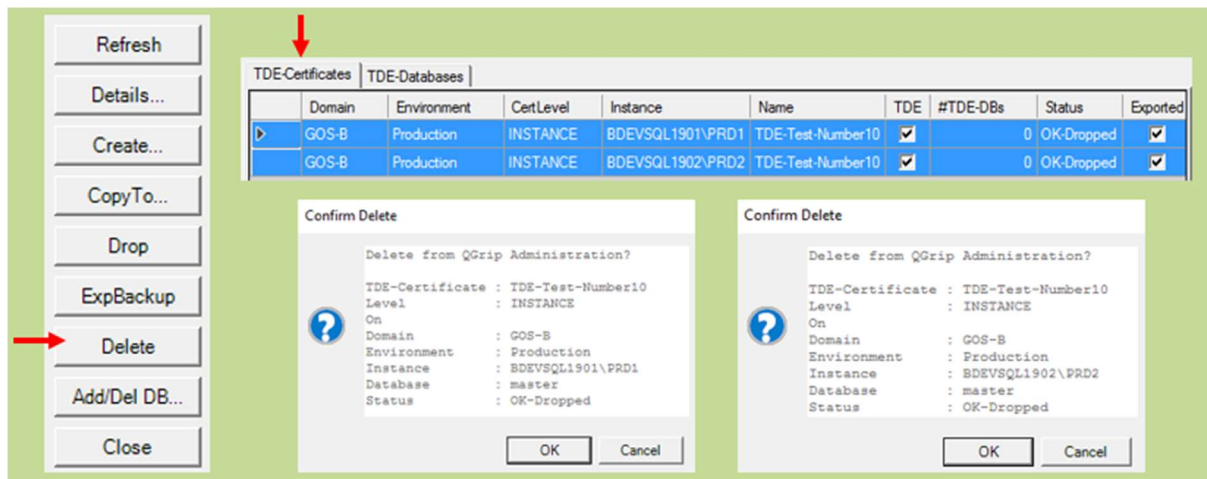 Refresh
Details...
Create...
CopyTo...
Drop
ExpBackup
Delete
Add/Del DB...
Close
TDE-Certificates TDE-Databases
Domain Environment CertLevel Instance Name TDE #TDE-DBs Status Exported
GOS-B Production INSTANCE BDEVSQL1901\PRD1 TDE-Test-Number10 0 OK-Dropped
GOS-B Production INSTANCE BDEVSQL1902\PRD2 TDE-Test-Number10 0 OK-Dropped
Confirm Delete
Delete from QGrip Administration?
TDE-Certificate : TDE-Test-Number10
Level : INSTANCE
On
Domain : GOS-B
Environment : Production
Instance : BDEVSQL1901\PRD1
Database : master
Status : OK-Dropped
OK Cancel
Confirm Delete
Delete from QGrip Administration?
TDE-Certificate : TDE-Test-Number10
Level : INSTANCE
On
Domain : GOS-B
Environment : Production
Instance : BDEVSQL1902\PRD2
Database : master
Status : OK-Dropped
OK Cancel